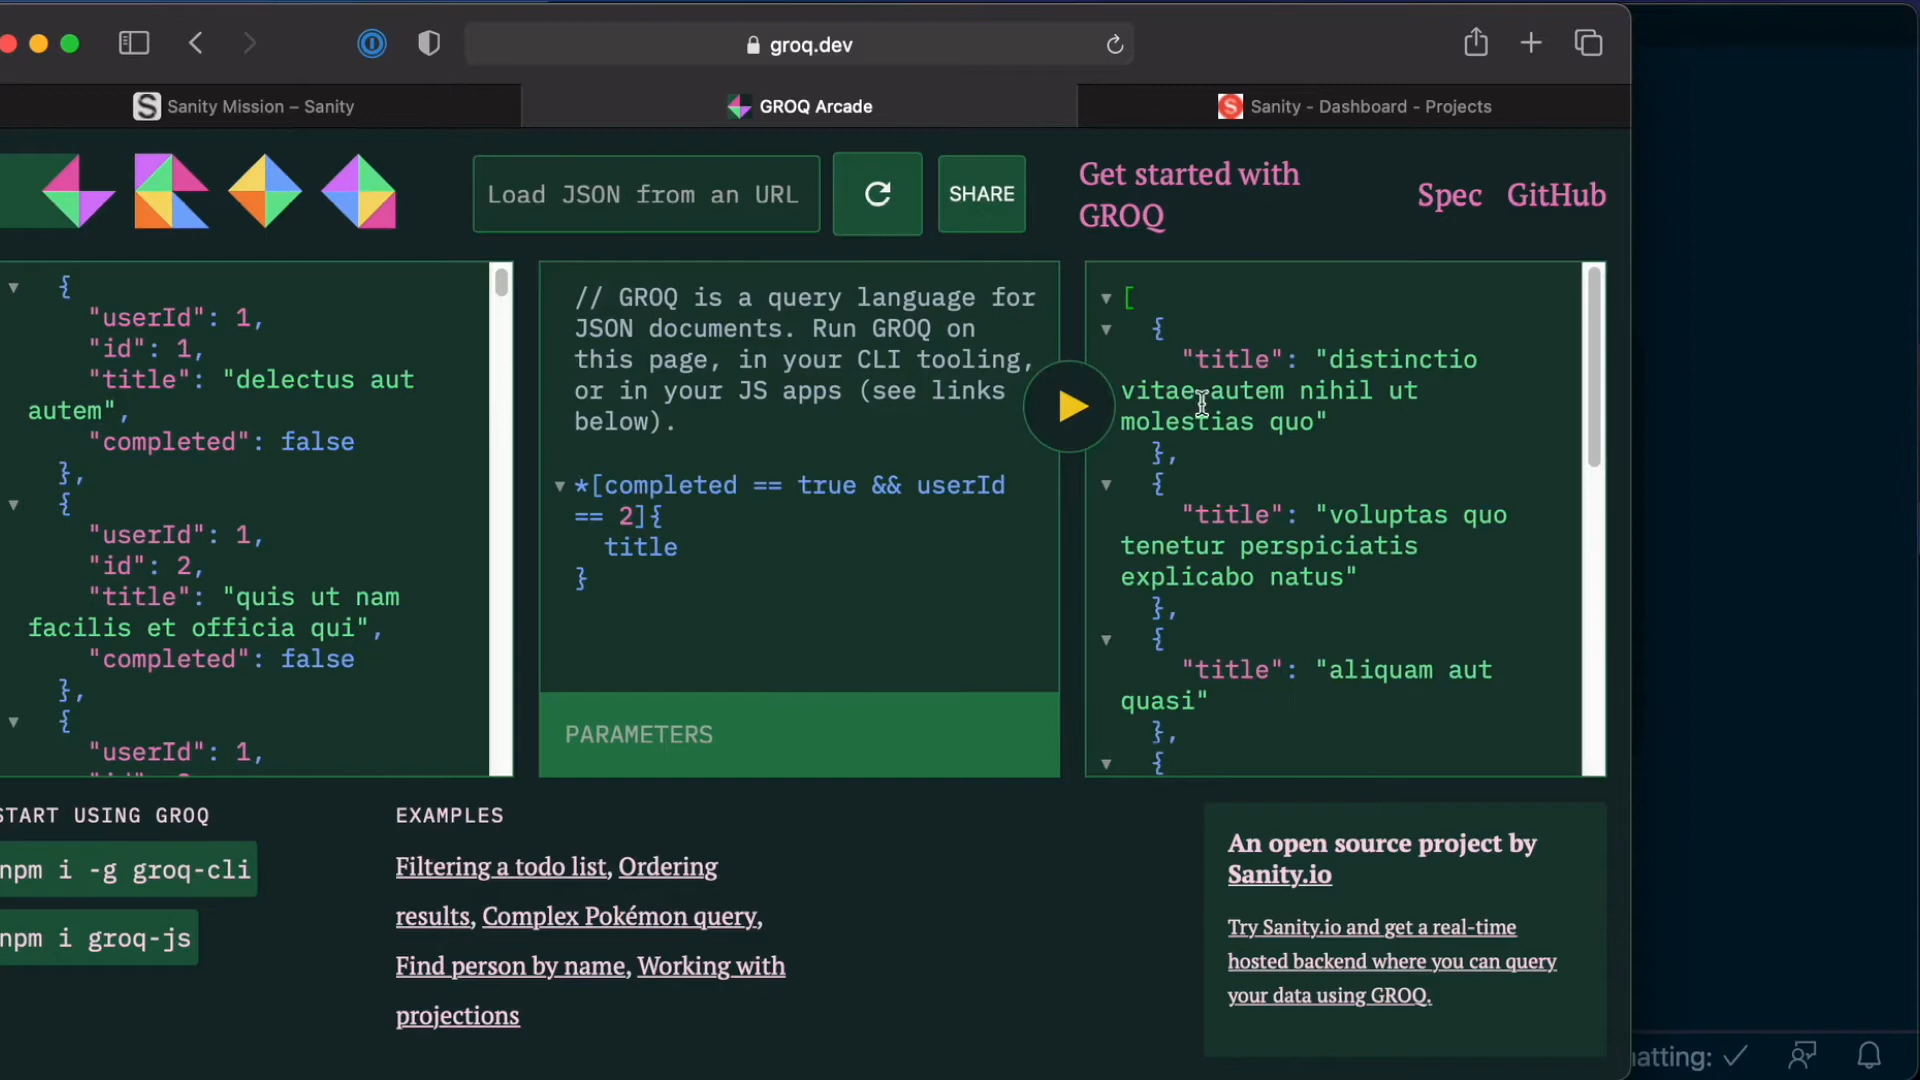 groq.dev
Sanity Mission – Sanity
GROQ Arcade
Sanity - Dashboard - Projects
Load JSON from an URL
SHARE
Get started with
GROQ
Spec
GitHub
{
"userId": 1,
"id": 1,
"title": "delectus aut
autem",
"completed": false
},
{
"userId": 1,
"id": 2,
"title": "quis ut nam
facilis et officia qui",
"completed": false
},
{
"userId": 1,
// GROQ is a query language for
JSON documents. Run GROQ on
this page, in your CLI tooling,
or in your JS apps (see links
below).
*[completed == true && userId
== 2]{
title
}
PARAMETERS
[
{
"title": "distinctio
vitae autem nihil ut
molestias quo"
},
{
"title": "voluptas quo
tenetur perspiciatis
explicabo natus"
},
{
"title": "aliquam aut
quasi"
},
{
START USING GROQ
npm i -g groq-cli
npm i groq-js
EXAMPLES
Filtering a todo list, Ordering
results, Complex Pokémon query,
Find person by name, Working with
projections
An open source project by
Sanity.io
Try Sanity.io and get a real-time
hosted backend where you can query
your data using GROQ.
atting: